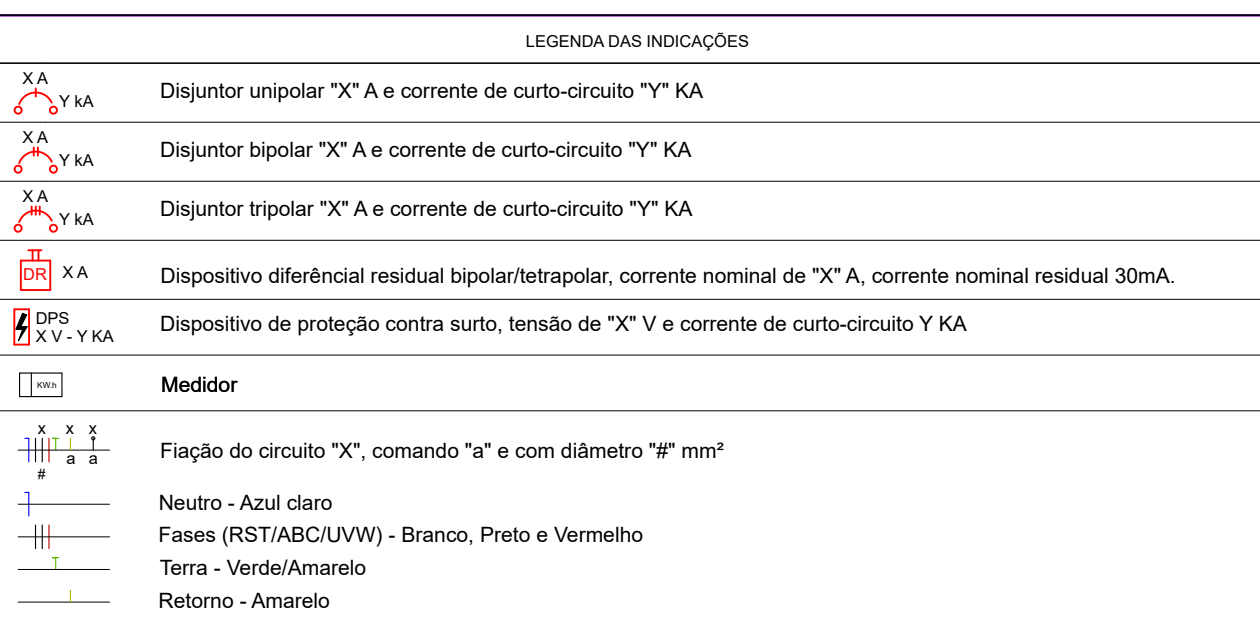 LEGENDA DAS INDICAÇÕES
X A
Y kA
Disjuntor unipolar "X" A e corrente de curto-circuito "Y" KA
X A
Y kA
Disjuntor bipolar "X" A e corrente de curto-circuito "Y" KA
X A
Y kA
Disjuntor tripolar "X" A e corrente de curto-circuito "Y" KA
DR X A
Dispositivo diferêncial residual bipolar/tetrapolar, corrente nominal de "X" A, corrente nominal residual 30mA.
DPS
X V - Y KA
Dispositivo de proteção contra surto, tensão de "X" V e corrente de curto-circuito Y KA
KW.h
Medidor
x x x
a a
#
Fiação do circuito "X", comando "a" e com diâmetro "#" mm²
Neutro - Azul claro
Fases (RST/ABC/UVW) - Branco, Preto e Vermelho
Terra - Verde/Amarelo
Retorno - Amarelo